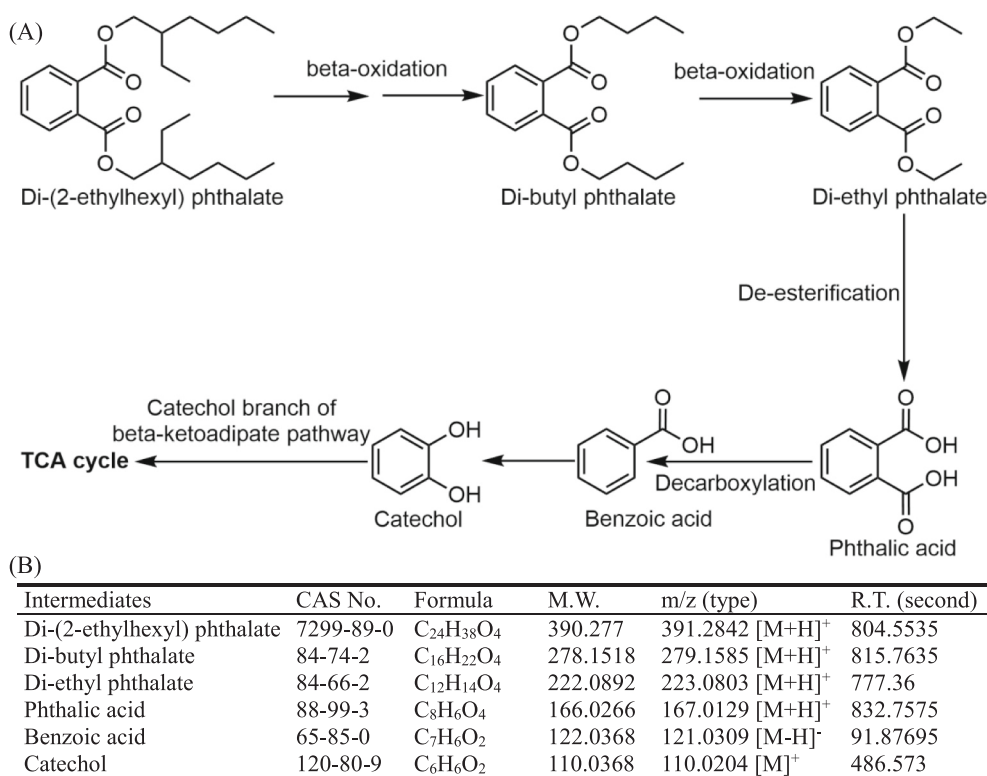 (A)
O
O
O
O
beta-oxidation
Di-(2-ethylhexyl) phthalate
O
O
O
O
beta-oxidation
Di-butyl phthalate
O
O
O
O
Di-ethyl phthalate
De-esterification
O
OH
OH
O
Phthalic acid
Decarboxylation
O
OH
Benzoic acid
OH
OH
Catechol
Catechol branch of
beta-ketoadipate pathway
TCA cycle
(B)
Intermediates CAS No. Formula M.W. m/z (type) R.T. (second)
Di-(2-ethylhexyl) phthalate 7299-89-0 C₂₄H₃₈O₄ 390.277 391.2842 [M+H]⁺ 804.5535
Di-butyl phthalate 84-74-2 C₁₆H₂₂O₄ 278.1518 279.1585 [M+H]⁺ 815.7635
Di-ethyl phthalate 84-66-2 C₁₂H₁₄O₄ 222.0892 223.0803 [M+H]⁺ 777.36
Phthalic acid 88-99-3 C₈H₆O₄ 166.0266 167.0129 [M+H]⁺ 832.7575
Benzoic acid 65-85-0 C₇H₆O₂ 122.0368 121.0309 [M-H]⁻ 91.87695
Catechol 120-80-9 C₆H₆O₂ 110.0368 110.0204 [M]⁺ 486.573